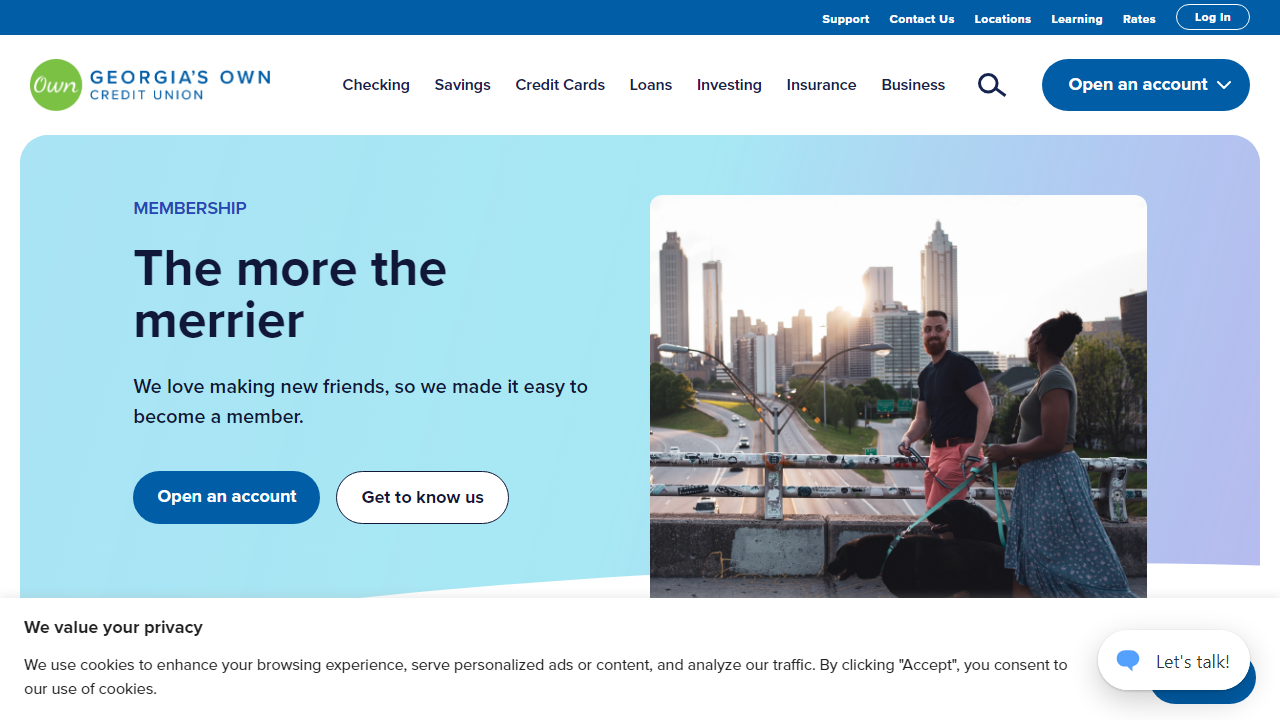 Support Contact Us Locations Learning Rates Log In
Own GEORGIA'S OWN
CREDIT UNION
Checking Savings Credit Cards Loans Investing Insurance Business Open an account
MEMBERSHIP
The more the
merrier
We love making new friends, so we made it easy to
become a member.
Open an account Get to know us
We value your privacy
We use cookies to enhance your browsing experience, serve personalized ads or content, and analyze our traffic. By clicking "Accept", you consent to
our use of cookies.
Let's talk!